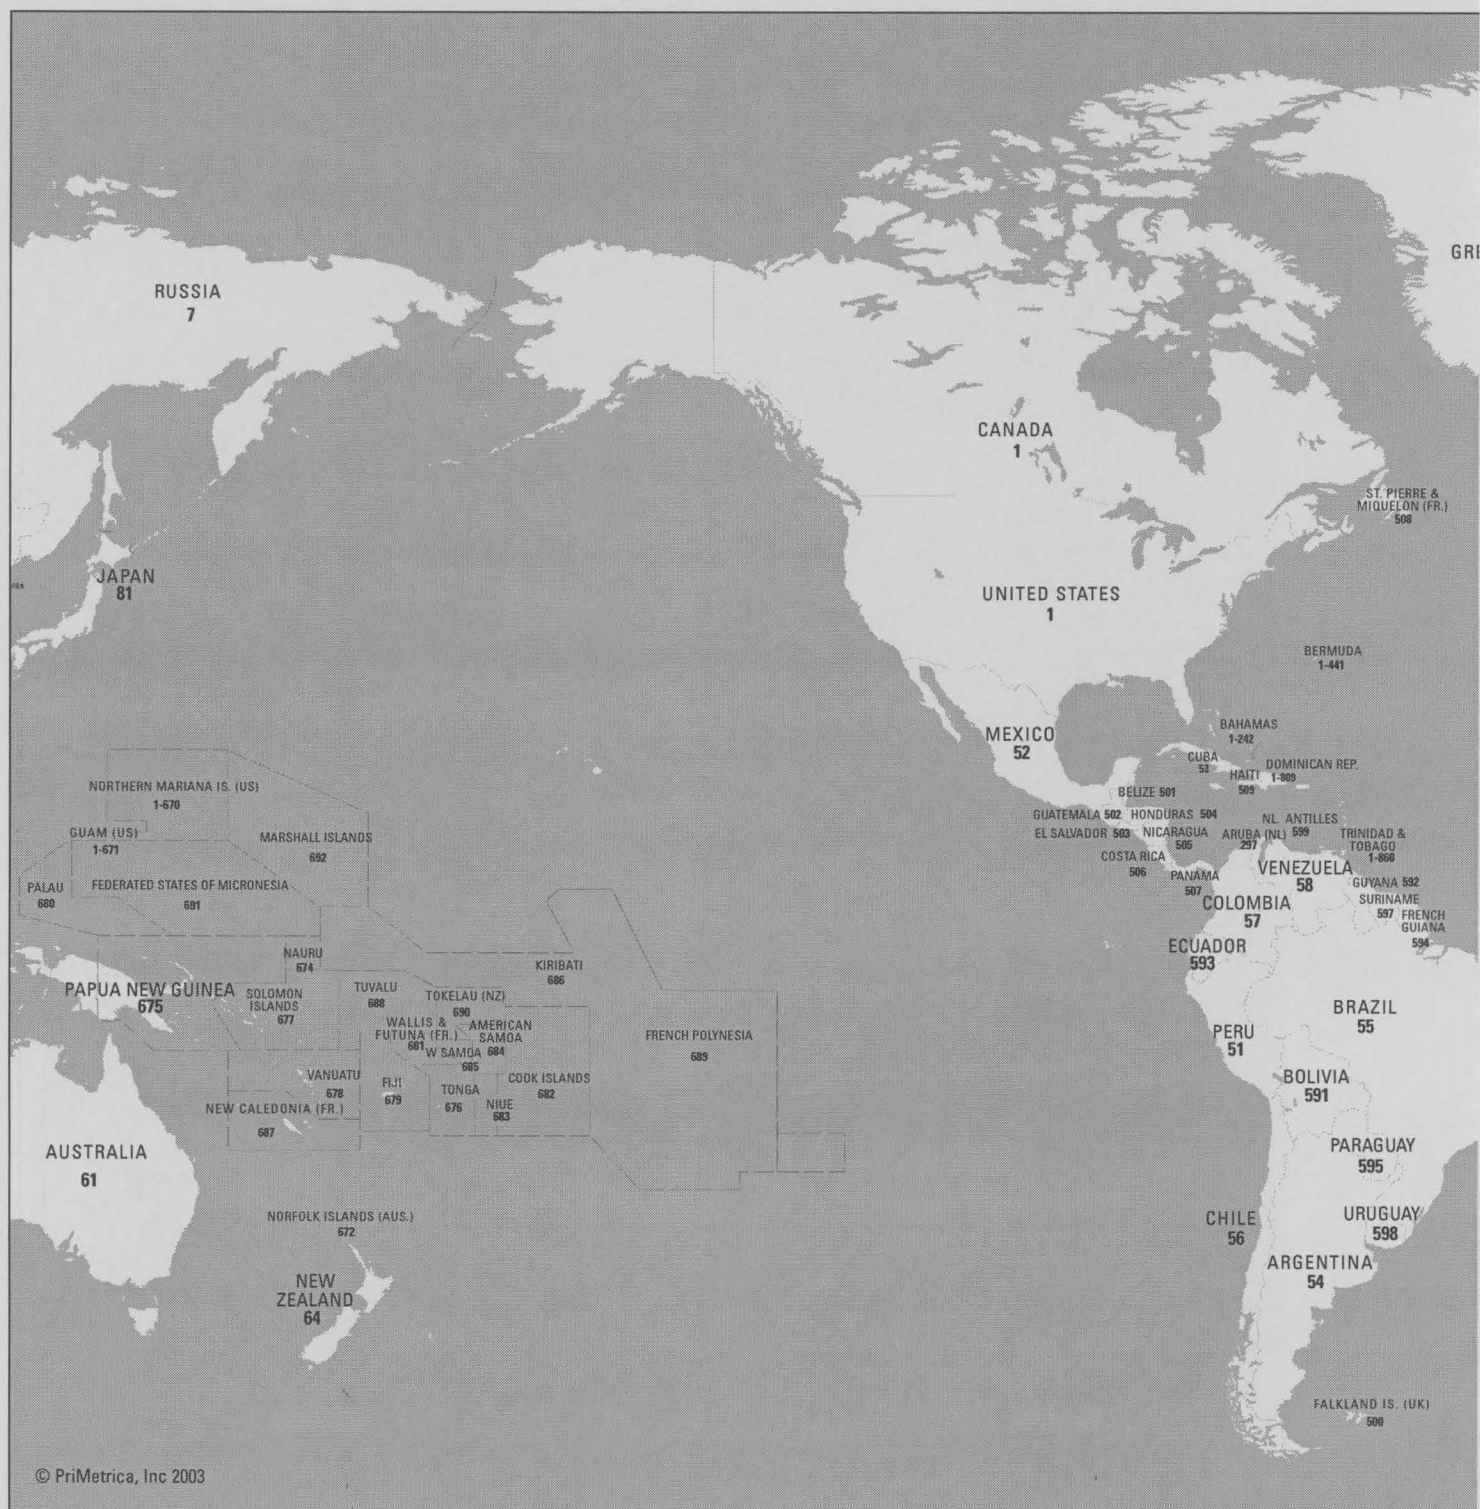 GRE
RUSSIA
7
CANADA
1
ST. PIERRE &
MIQUELON (FR.)
508
JAPAN
81
REA
UNITED STATES
1
BERMUDA
1-441
MEXICO
52
BAHAMAS
1-242
CUBA
53
HAITI
509
DOMINICAN REP.
1-809
BELIZE 501
GUATEMALA 502
HONDURAS 504
EL SALVADOR 503
NICARAGUA
505
ARUBA (NL)
297
NL. ANTILLES
599
TRINIDAD &
TOBAGO
1-868
COSTA RICA
506
PANAMA
507
VENEZUELA
58
GUYANA 592
SURINAME
597
FRENCH
GUIANA
594
COLOMBIA
57
ECUADOR
593
NORTHERN MARIANA IS. (US)
1-670
GUAM (US)
1-671
MARSHALL ISLANDS
692
PALAU
680
FEDERATED STATES OF MICRONESIA
691
NAURU
674
KIRIBATI
686
PAPUA NEW GUINEA
675
SOLOMON
ISLANDS
677
TUVALU
688
TOKELAU (NZ)
690
WALLIS &
FUTUNA (FR.)
681
AMERICAN
SAMOA
684
W SAMOA
685
FRENCH POLYNESIA
689
VANUATU
678
FIJI
679
TONGA
676
NIUE
683
COOK ISLANDS
682
NEW CALEDONIA (FR.)
687
BRAZIL
55
PERU
51
BOLIVIA
591
PARAGUAY
595
AUSTRALIA
61
NORFOLK ISLANDS (AUS.)
672
CHILE
56
URUGUAY
598
ARGENTINA
54
NEW
ZEALAND
64
FALKLAND IS. (UK)
500
© PriMetrica, Inc 2003